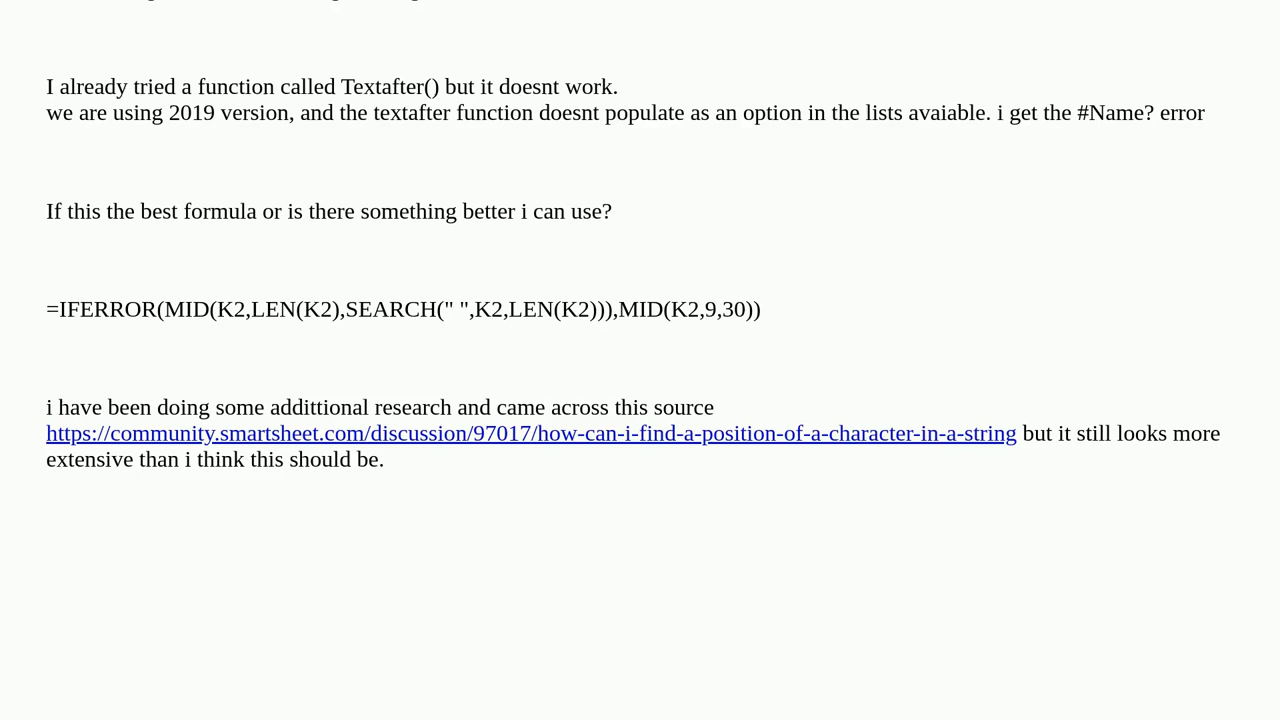 I already tried a function called Textafter() but it doesnt work.
we are using 2019 version, and the textafter function doesnt populate as an option in the lists avaiable. i get the #Name? error
If this the best formula or is there something better i can use?
=IFERROR(MID(K2,LEN(K2),SEARCH(" ",K2,LEN(K2))),MID(K2,9,30))
i have been doing some addittional research and came across this source
https://community.smartsheet.com/discussion/97017/how-can-i-find-a-position-of-a-character-in-a-string but it still looks more
extensive than i think this should be.